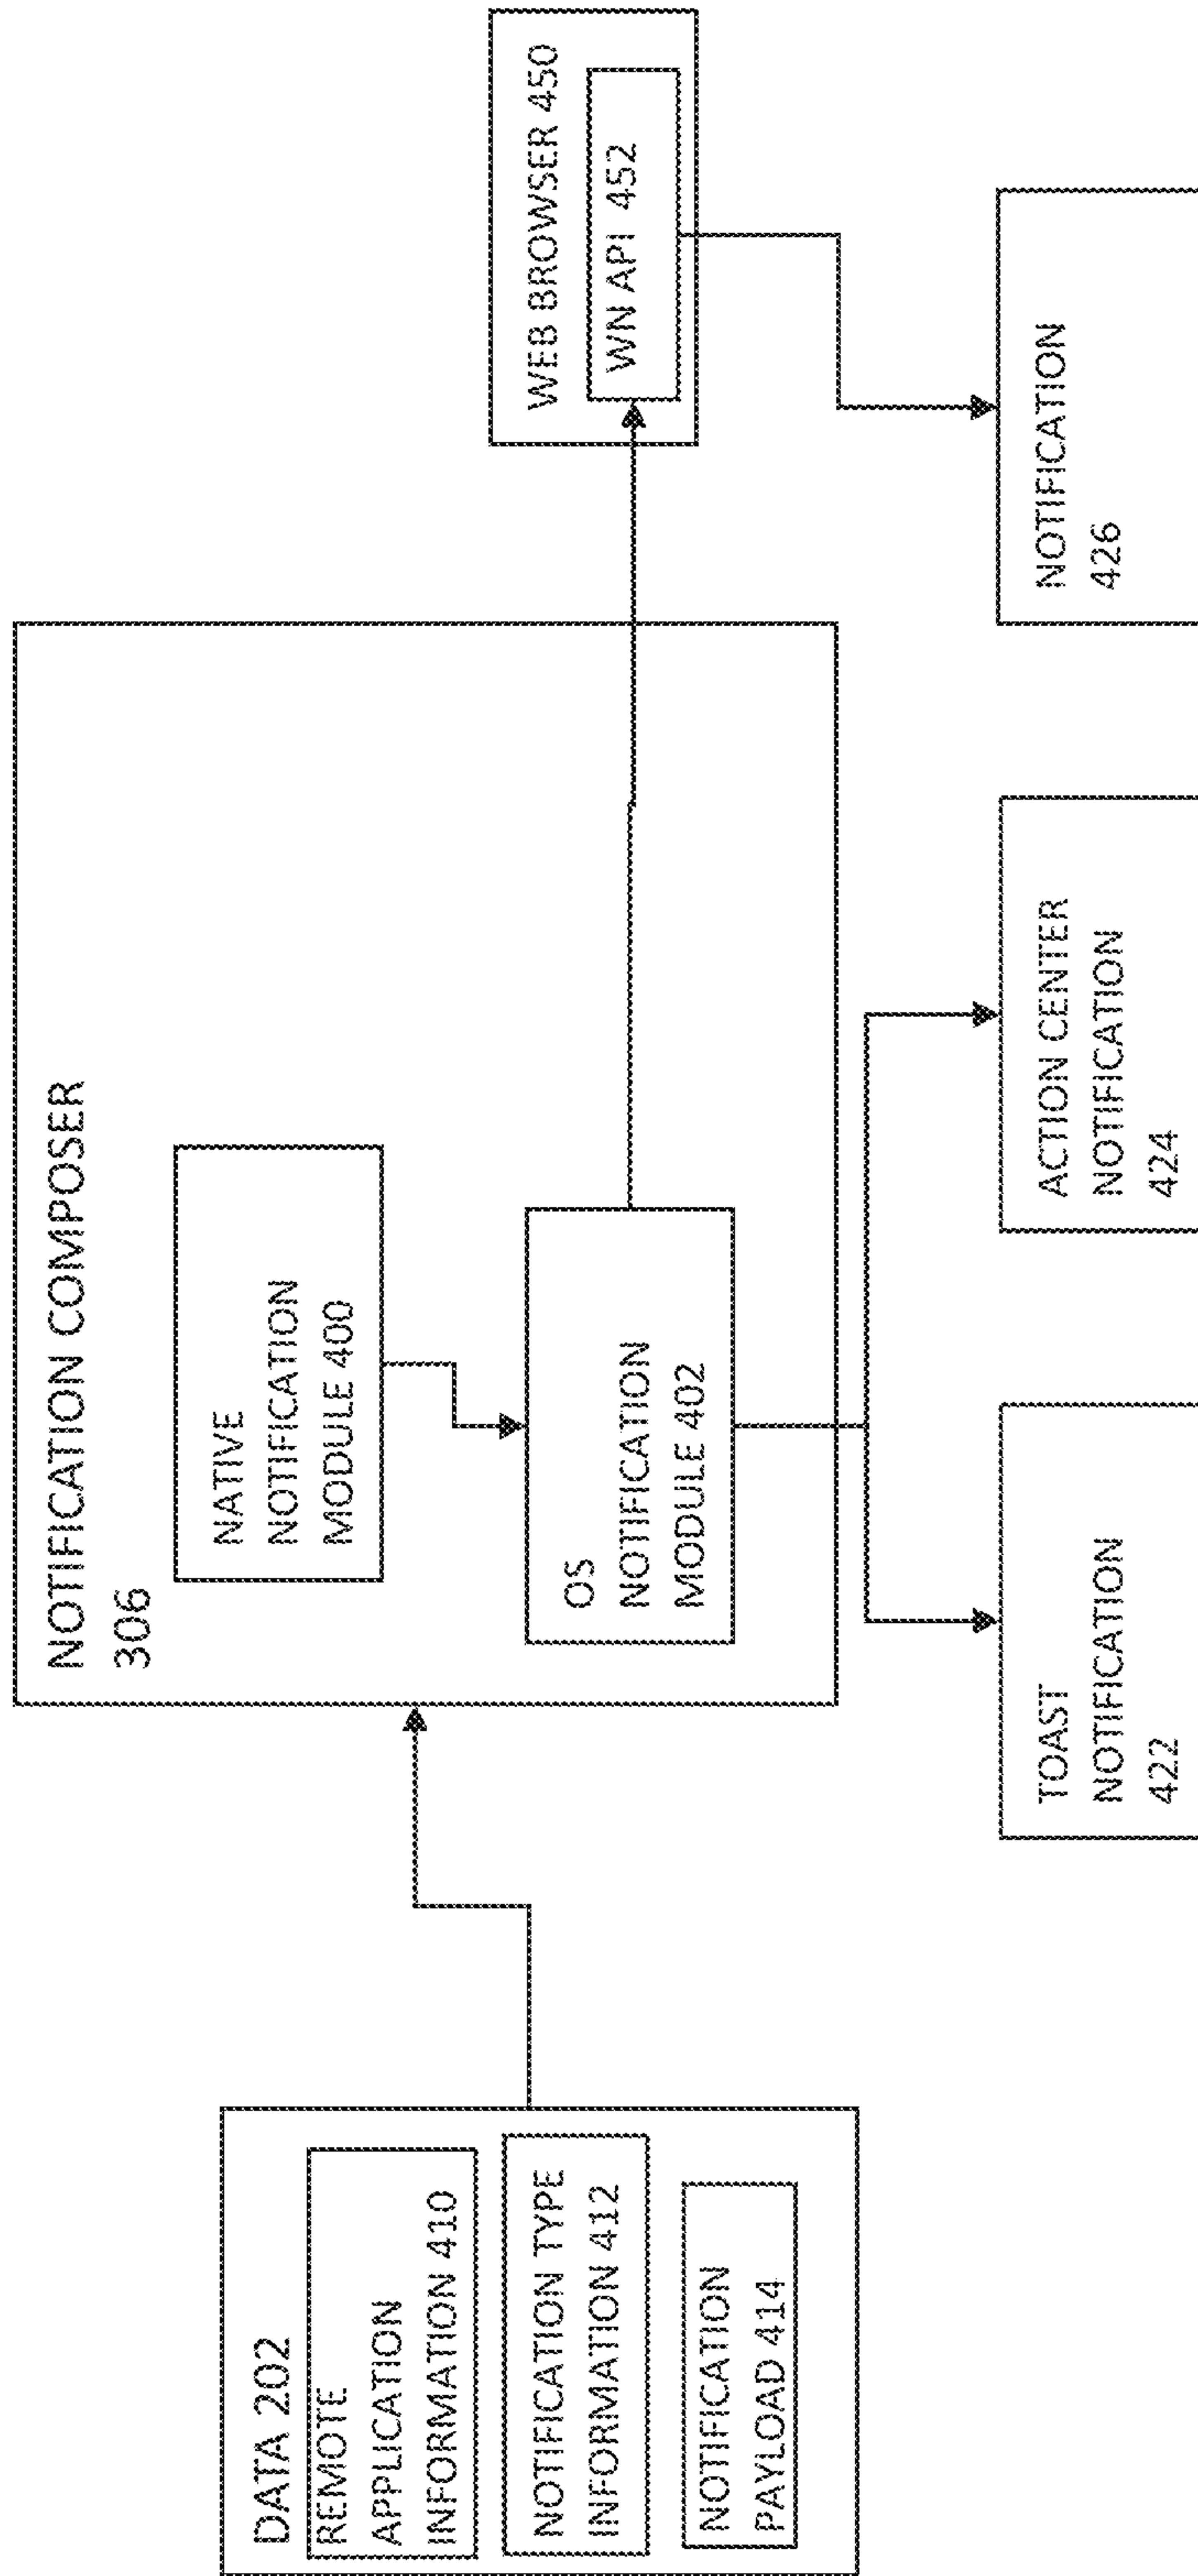 DATA 202
REMOTE
APPLICATION
INFORMATION 410
NOTIFICATION TYPE
INFORMATION 412
NOTIFICATION
PAYLOAD 414
NOTIFICATION COMPOSER
306
NATIVE
NOTIFICATION
MODULE 400
OS
NOTIFICATION
MODULE 402
WEB BROWSER 450
WN API 452
TOAST
NOTIFICATION
422
ACTION CENTER
NOTIFICATION
424
NOTIFICATION
426